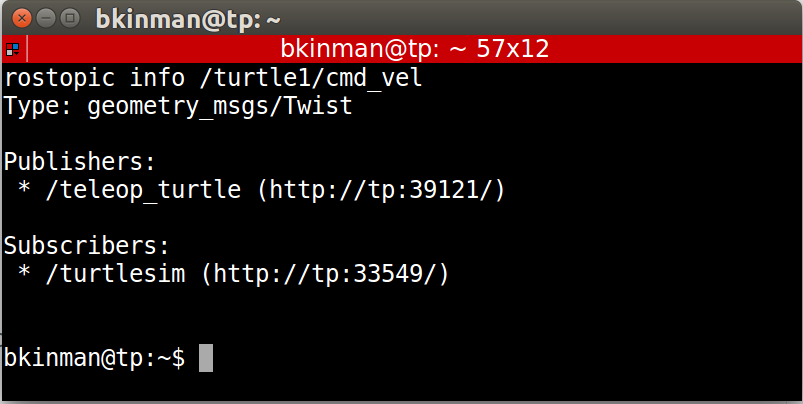 bkinman@tp: ~
bkinman@tp: ~ 57x12
rostopic info /turtle1/cmd_vel
Type: geometry_msgs/Twist
Publishers:
* /teleop_turtle (http://tp:39121/)
Subscribers:
* /turtlesim (http://tp:33549/)
bkinman@tp:~$